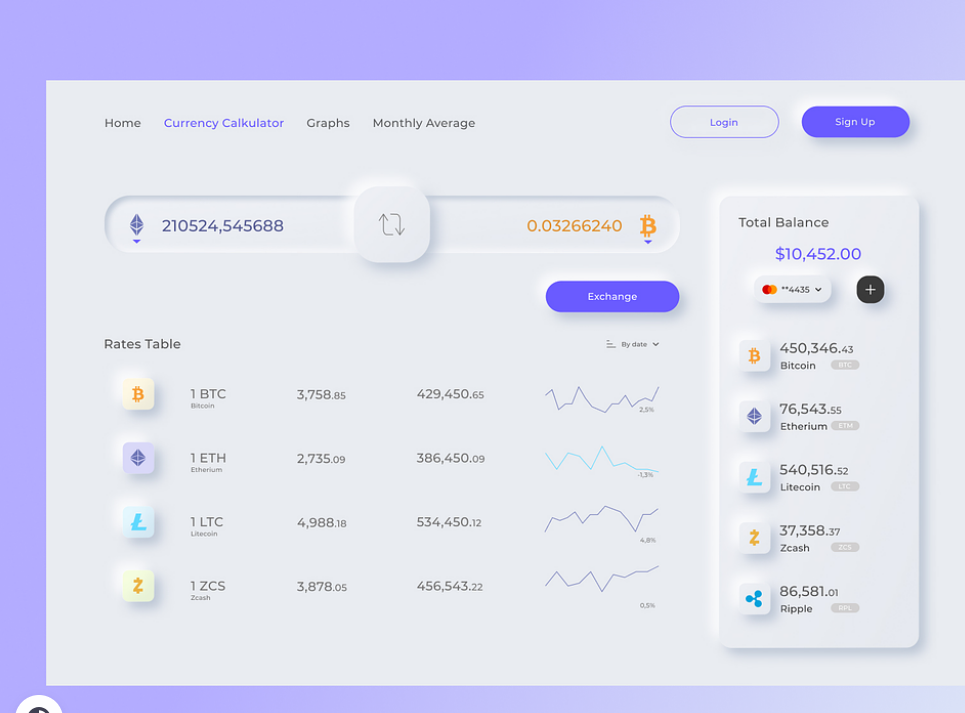 Home Currency Calkulator Graphs Monthly Average Login Sign Up
210524,545688 0.03266240
Exchange
Rates Table By date
1 BTC 3,758.85 429,450.65
Bitcoin 2,5%
1 ETH 2,735.09 386,450.09
Etherium -1,3%
1 LTC 4,988.18 534,450.12
Litecoin 4,8%
1 ZCS 3,878.05 456,543.22
Zcash 0,5%
Total Balance
$10,452.00
**4435 +
450,346.43
Bitcoin BTC
76,543.55
Etherium ETM
540,516.52
Litecoin LTC
37,358.37
Zcash ZCS
86,581.01
Ripple RPL